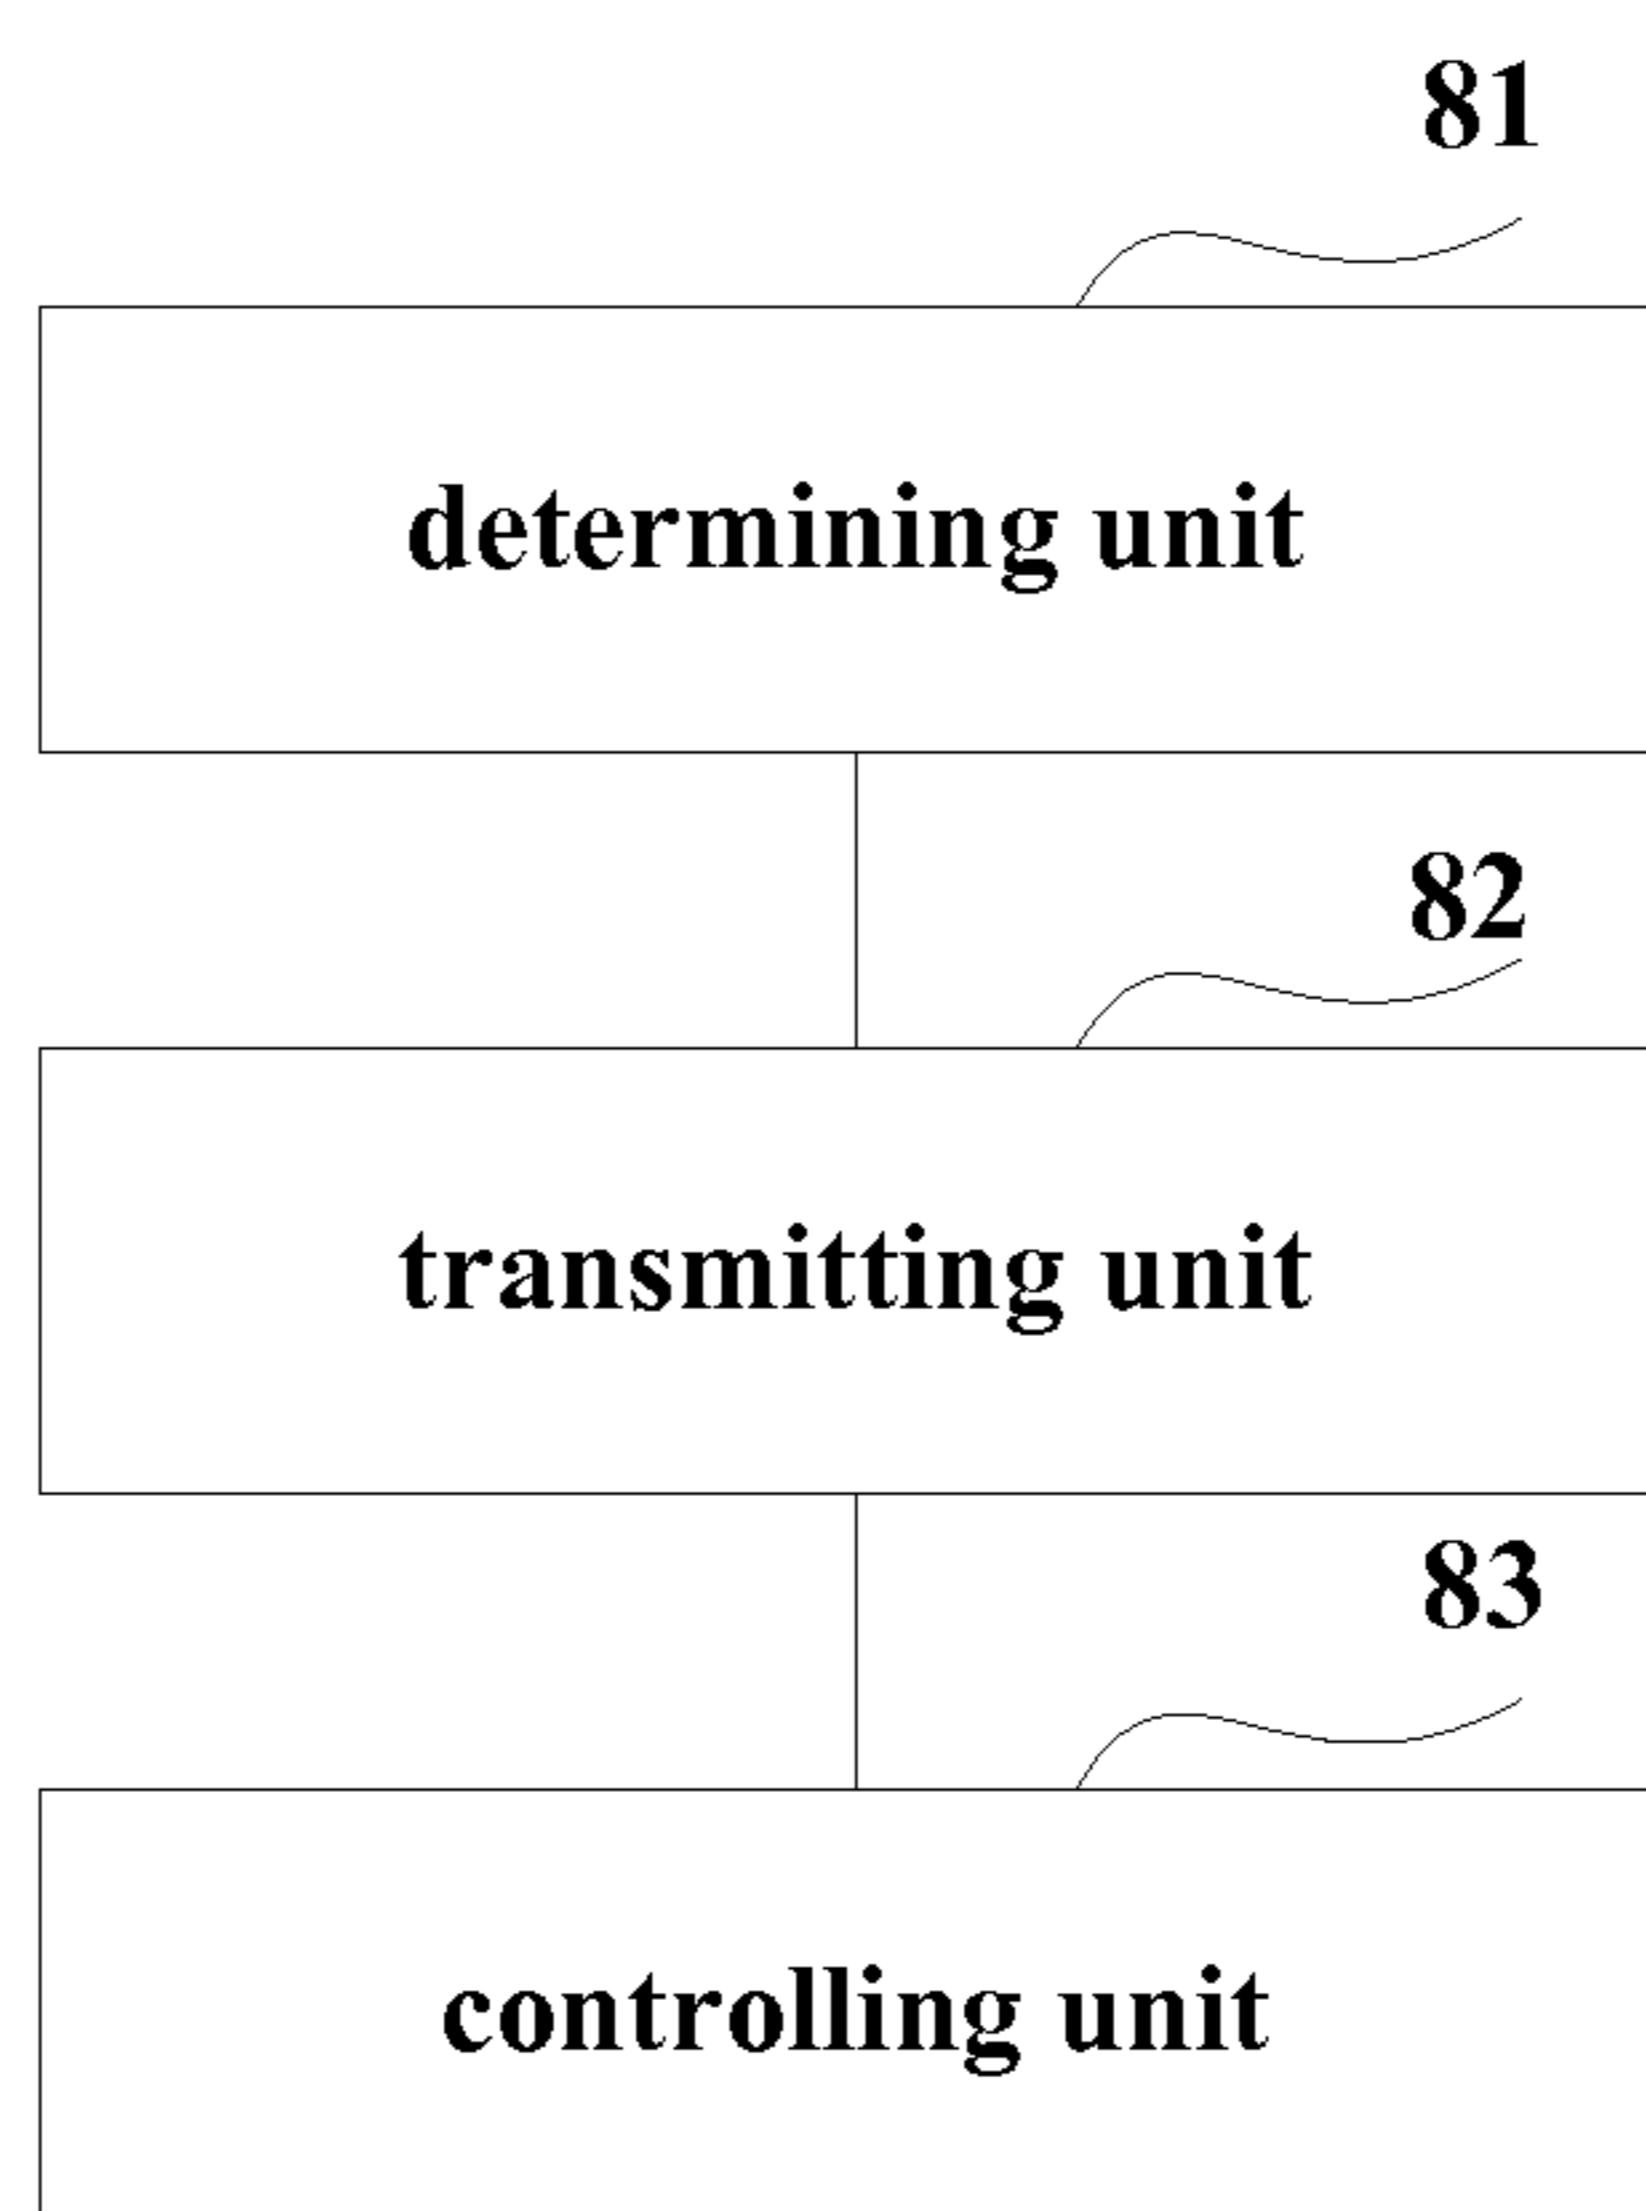 81
determining unit
82
transmitting unit
83
controlling unit